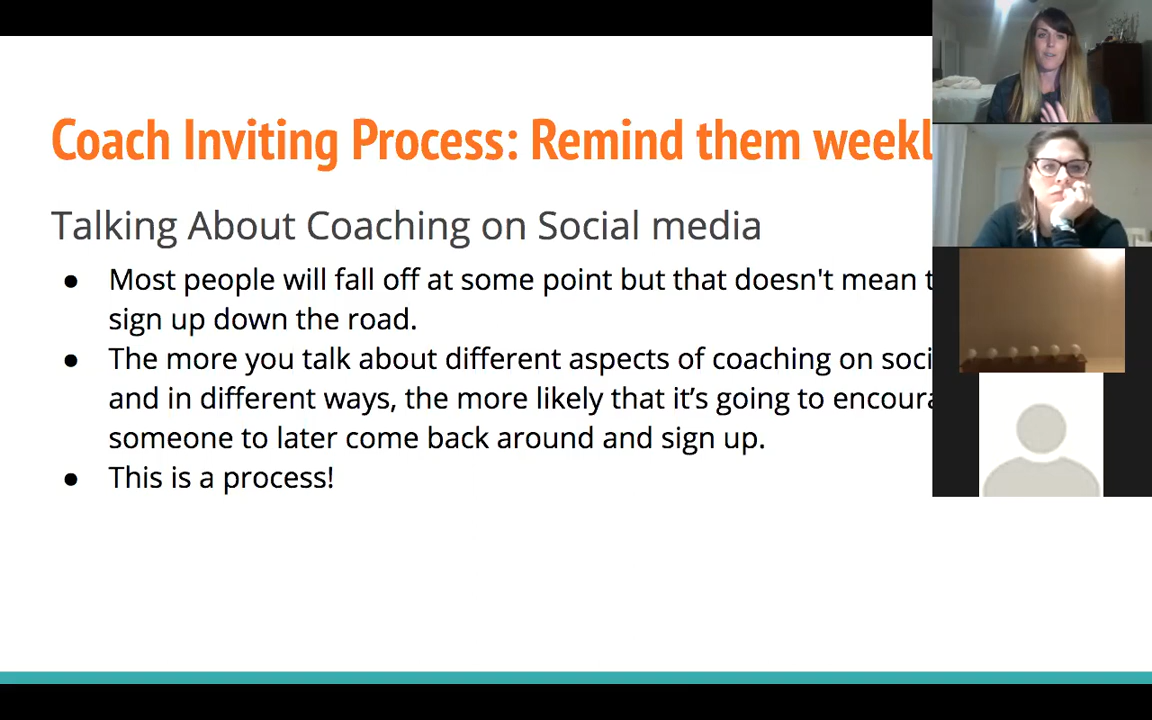 Coach Inviting Process: Remind them weekl
Talking About Coaching on Social media
● Most people will fall off at some point but that doesn't mean t
sign up down the road.
● The more you talk about different aspects of coaching on soci
and in different ways, the more likely that it’s going to encoura
someone to later come back around and sign up.
● This is a process!